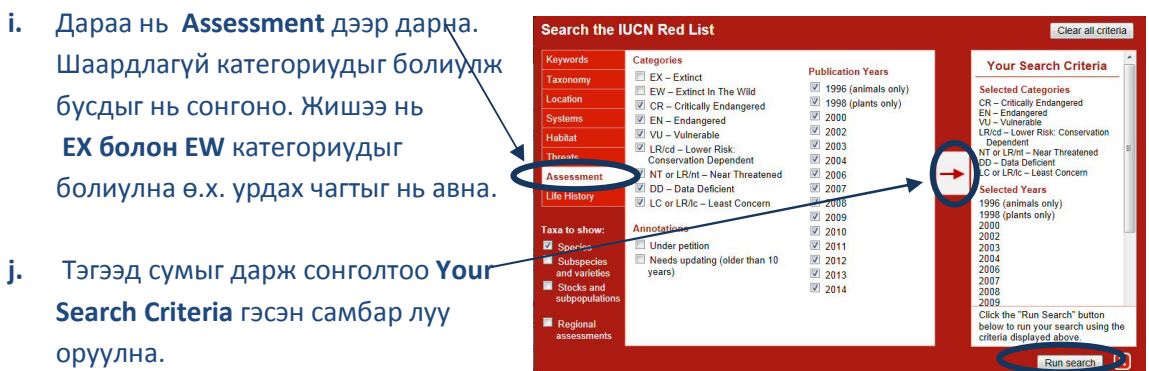 i. Дараа нь Assessment дээр дарна.
Шаардлагүй категориудыг болиулж
бусдыг нь сонгоно. Жишээ нь
EX болон EW категориудыг
болиулна ө.х. урдах чагтыг нь авна.
j. Тэгээд сумыг дарж сонголтоо Your
Search Criteria гэсэн самбар луу
оруулна.
Search the IUCN Red List
Clear all criteria
Keywords
Taxonomy
Location
Systems
Habitat
Threats
Assessment
Life History
Taxa to show:
Species
Subspecies
and varieties
Stocks and
subpopulations
Regional
assessments
Categories
EX – Extinct
EW – Extinct In The Wild
CR – Critically Endangered
EN – Endangered
VU – Vulnerable
LR/cd – Lower Risk:
Conservation Dependent
NT or LR/nt – Near Threatened
DD – Data Deficient
LC or LR/lc – Least Concern
Annotations
Under petition
Needs updating (older than 10
years)
Publication Years
1996 (animals only)
1998 (plants only)
2000
2002
2003
2004
2006
2007
2008
2009
2010
2011
2012
2013
2014
Your Search Criteria
Selected Categories
CR – Critically Endangered
EN – Endangered
VU – Vulnerable
LR/cd – Lower Risk: Conservation
Dependent
NT or LR/nt – Near Threatened
DD – Data Deficient
LC or LR/lc – Least Concern
Selected Years
1996 (animals only)
1998 (plants only)
2000
2002
2003
2004
2006
2007
2008
2009
Click the "Run Search" button
below to run your search using the
criteria displayed above.
Run search